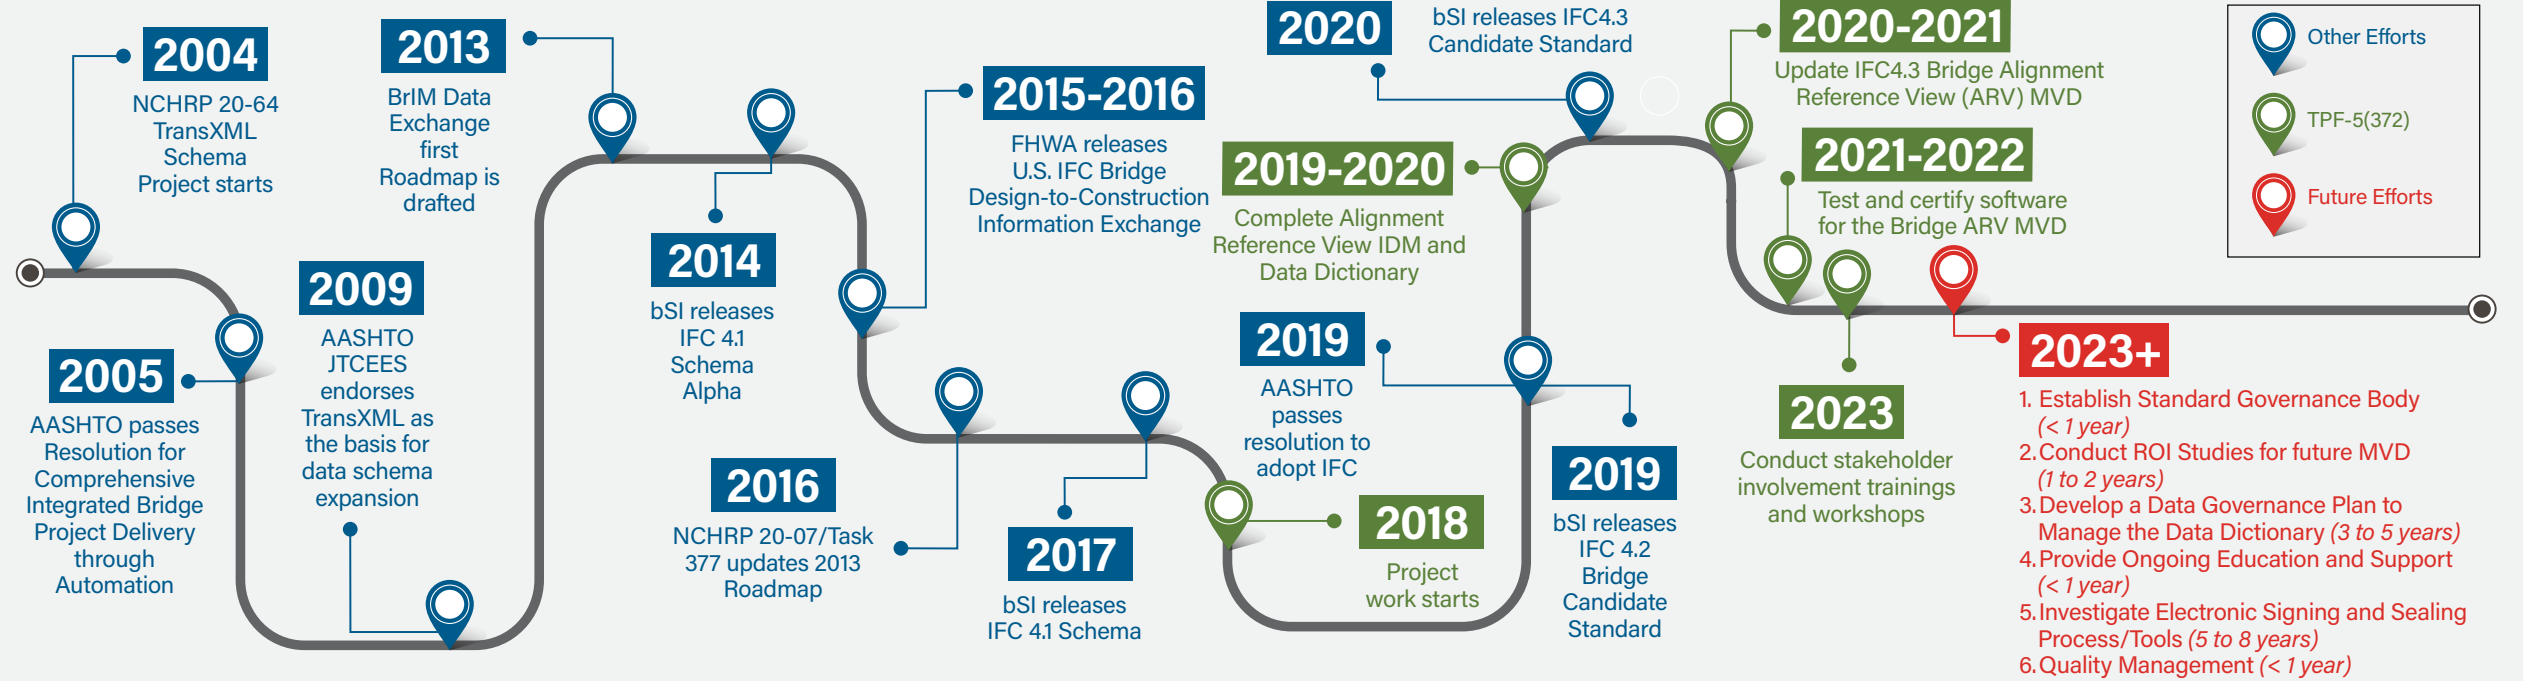 2004
NCHRP 20-64
TransXML
Schema
Project starts
2005
AASHTO passes
Resolution for
Comprehensive
Integrated Bridge
Project Delivery
through
Automation
2009
AASHTO
JTCEES
endorses
TransXML as
the basis for
data schema
expansion
2013
BrIM Data
Exchange
first
Roadmap is
drafted
2014
bSI releases
IFC 4.1
Schema
Alpha
2015-2016
FHWA releases
U.S. IFC Bridge
Design-to-Construction
Information Exchange
2016
NCHRP 20-07/Task
377 updates 2013
Roadmap
2017
bSI releases
IFC 4.1 Schema
2018
Project
work starts
2019
AASHTO
passes
resolution to
adopt IFC
2019
bSI releases
IFC 4.2
Bridge
Candidate
Standard
2019-2020
Complete Alignment
Reference View IDM and
Data Dictionary
2020
bSI releases IFC4.3
Candidate Standard
2020-2021
Update IFC4.3 Bridge Alignment
Reference View (ARV) MVD
2021-2022
Test and certify software
for the Bridge ARV MVD
2023
Conduct stakeholder
involvement trainings
and workshops
2023+
1. Establish Standard Governance Body
(< 1 year)
2. Conduct ROI Studies for future MVD
(1 to 2 years)
3. Develop a Data Governance Plan to
Manage the Data Dictionary (3 to 5 years)
4. Provide Ongoing Education and Support
(< 1 year)
5. Investigate Electronic Signing and Sealing
Process/Tools (5 to 8 years)
6. Quality Management (< 1 year)
Other Efforts
TPF-5(372)
Future Efforts